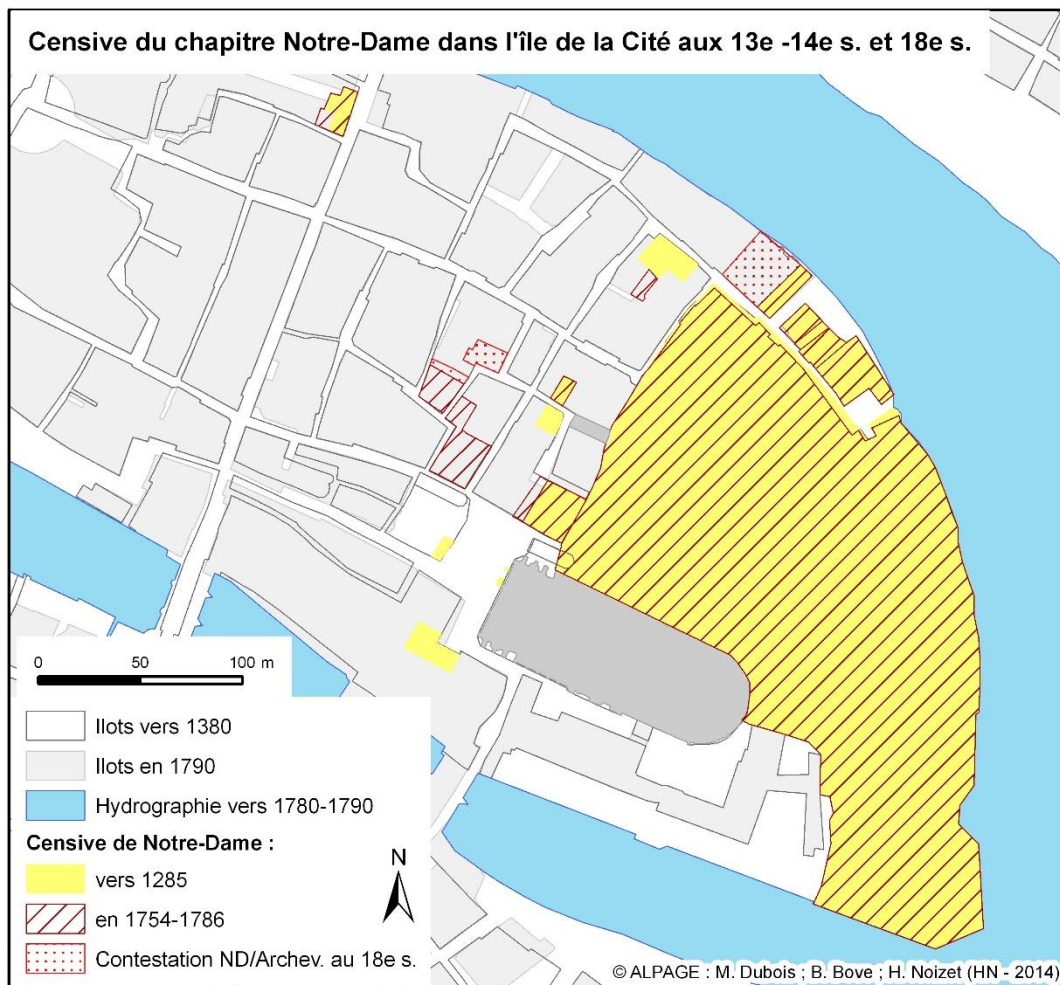 Censive du chapitre Notre-Dame dans l'île de la Cité aux 13e -14e s. et 18e s.
0 50 100 m
Ilots vers 1380
Ilots en 1790
Hydrographie vers 1780-1790
Censive de Notre-Dame :
vers 1285
en 1754-1786
Contestation ND/Archev. au 18e s.
N
© ALPAGE : M. Dubois ; B. Bove ; H. Noizet (HN - 2014)